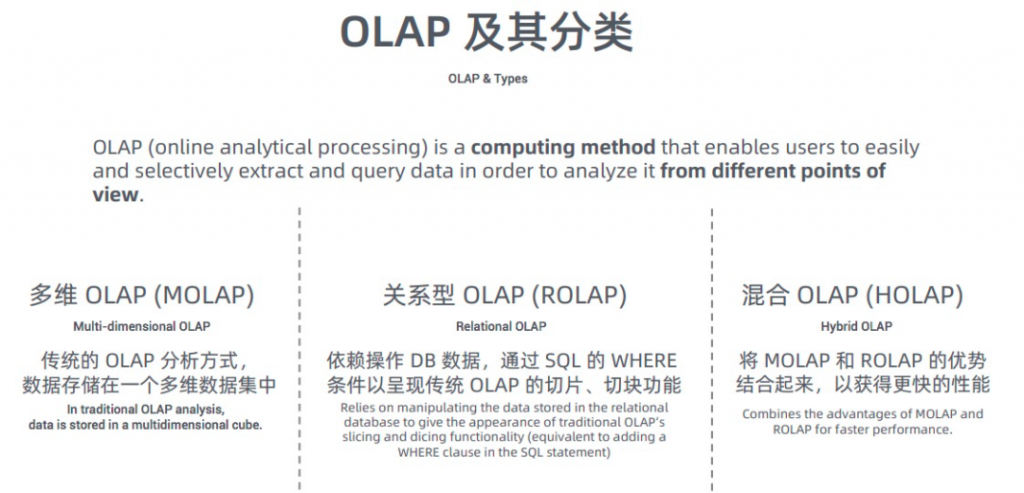 OLAP 及其分类
OLAP & Types
OLAP (online analytical processing) is a computing method that enables users to easily
and selectively extract and query data in order to analyze it from different points of
view.
多维 OLAP (MOLAP)
Multi-dimensional OLAP
传统的 OLAP 分析方式，
数据存储在一个多维数据集中
In traditional OLAP analysis,
data is stored in a multidimensional cube.
关系型 OLAP (ROLAP)
Relational OLAP
依赖操作 DB 数据，通过 SQL 的 WHERE
条件以呈现传统 OLAP 的切片、切块功能
Relies on manipulating the data stored in the relational
database to give the appearance of traditional OLAP's
slicing and dicing functionality (equivalent to adding a
WHERE clause in the SQL statement)
混合 OLAP (HOLAP)
Hybrid OLAP
将 MOLAP 和 ROLAP 的优势
结合起来，以获得更快的性能
Combines the advantages of MOLAP and
ROLAP for faster performance.